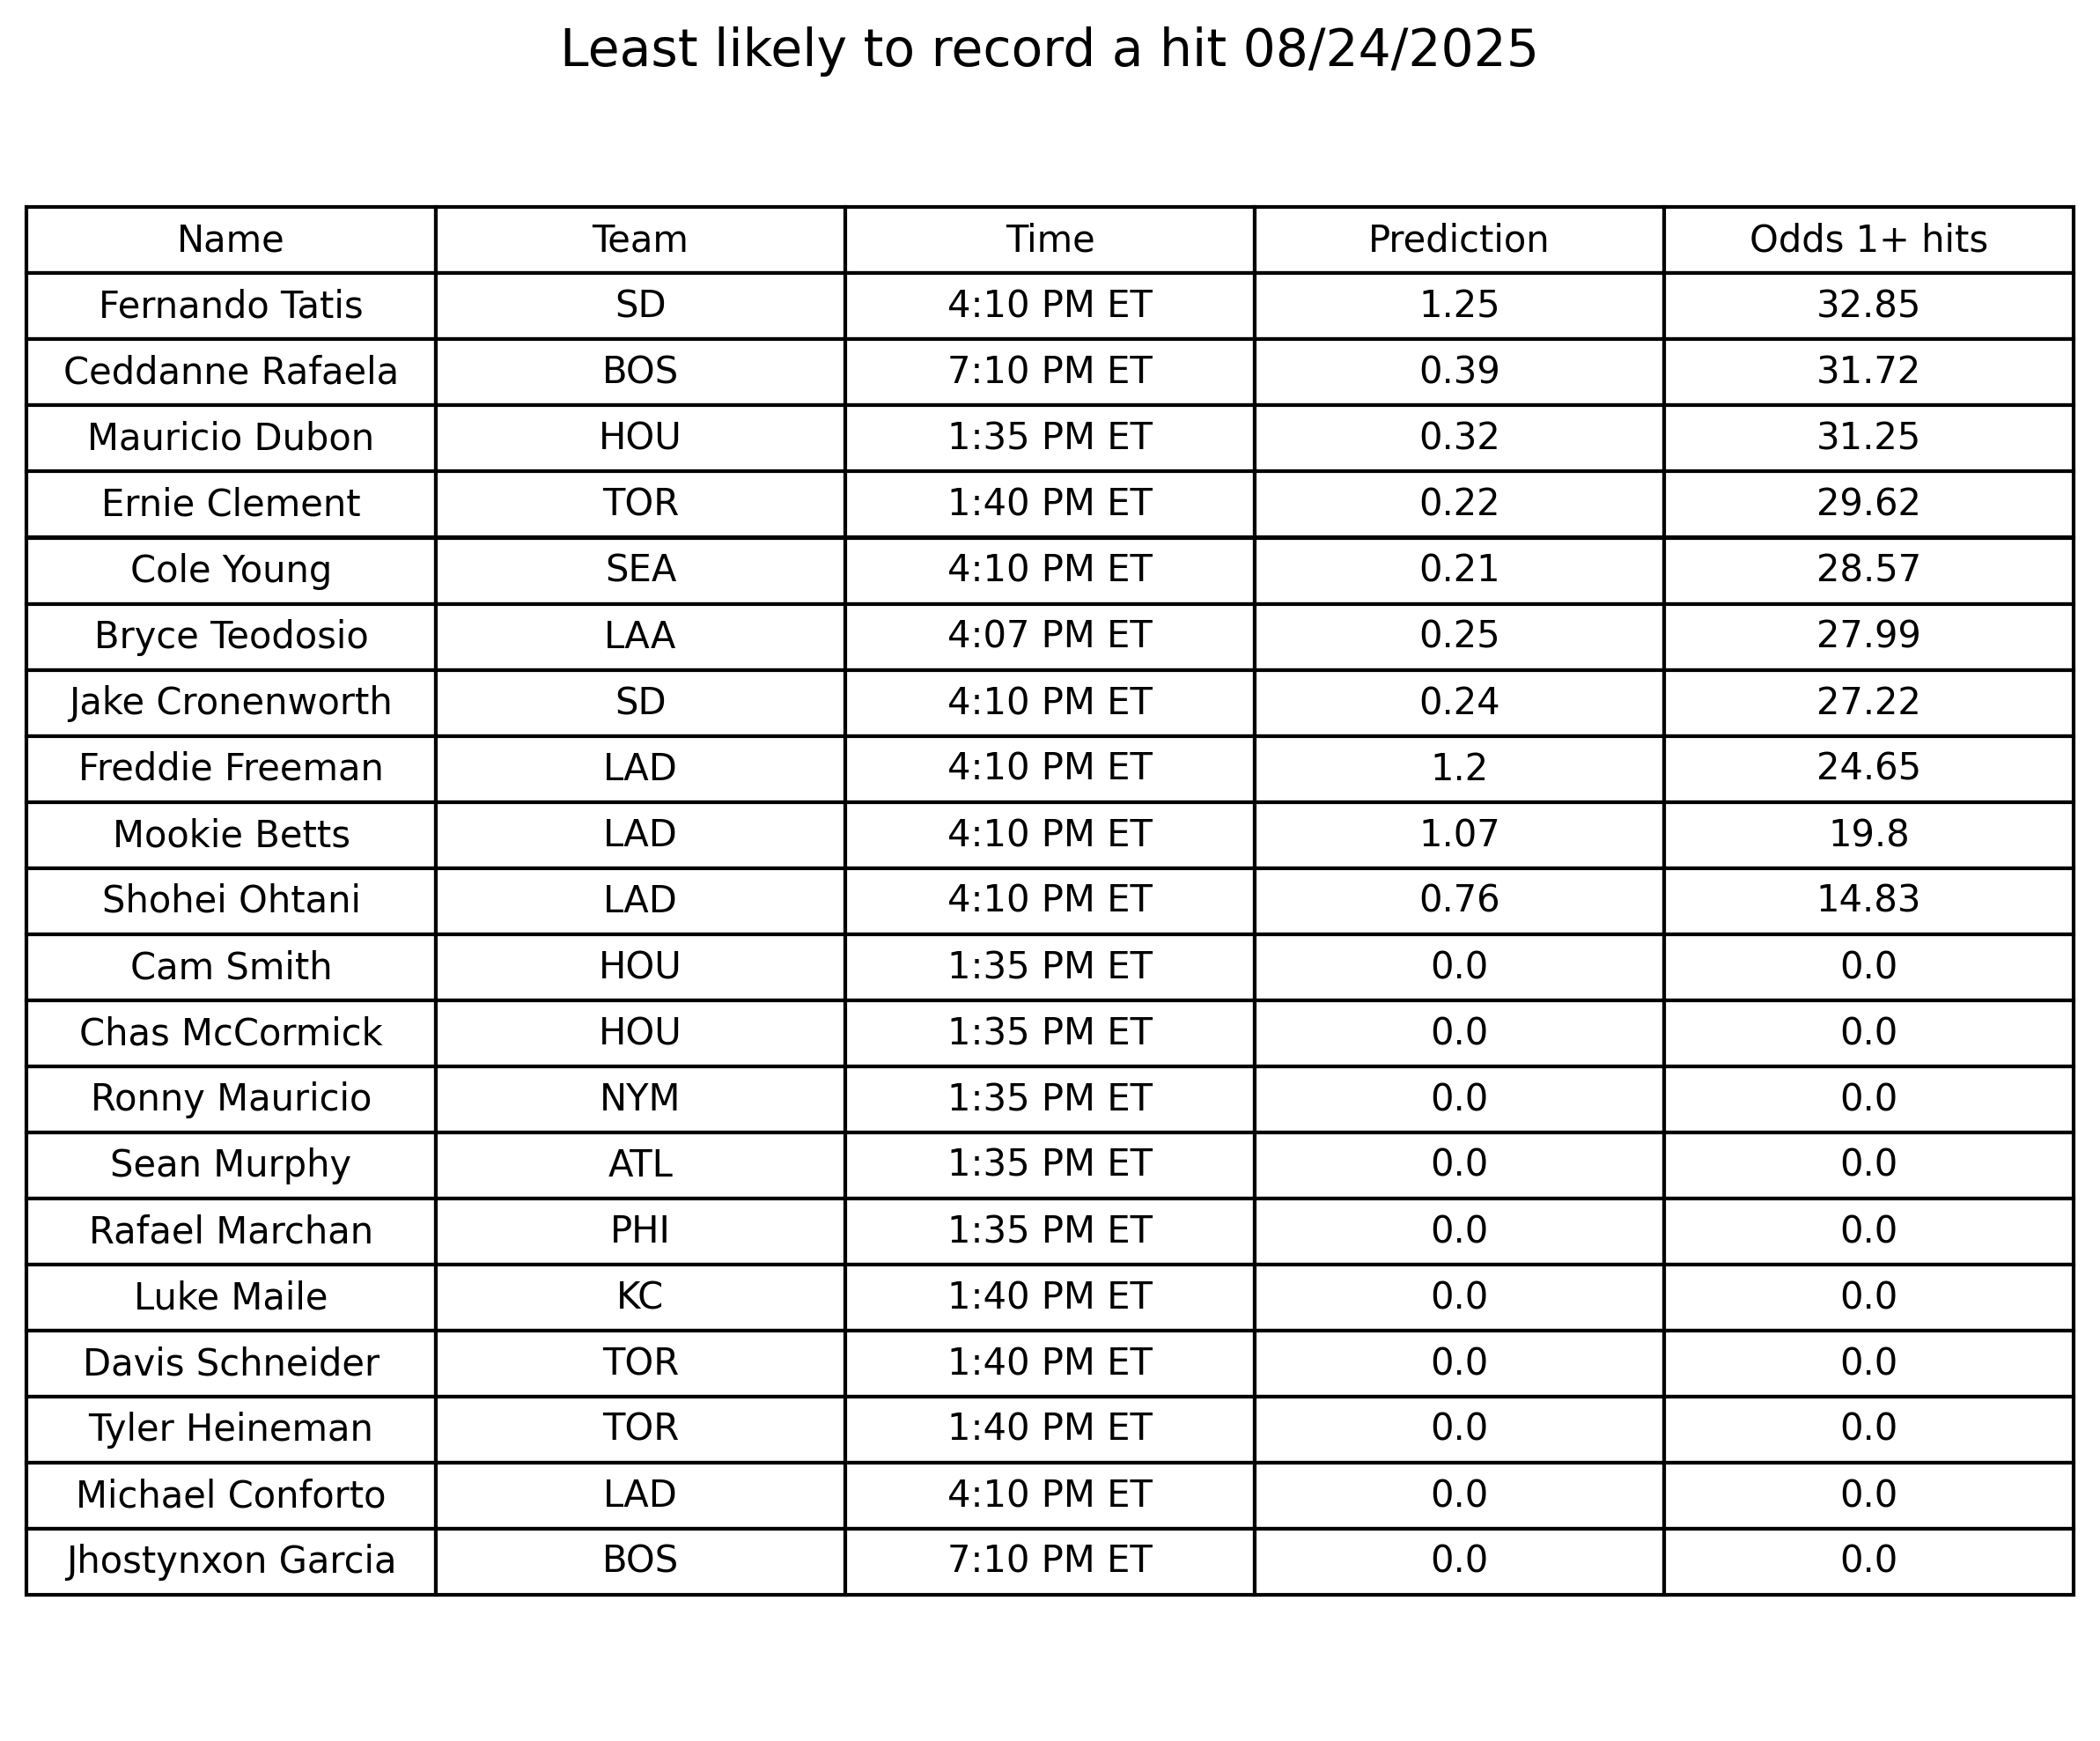 Least likely to record a hit 08/24/2025
Name Team Time Prediction Odds 1+ hits
Fernando Tatis SD 4:10 PM ET 1.25 32.85
Ceddanne Rafaela BOS 7:10 PM ET 0.39 31.72
Mauricio Dubon HOU 1:35 PM ET 0.32 31.25
Ernie Clement TOR 1:40 PM ET 0.22 29.62
Cole Young SEA 4:10 PM ET 0.21 28.57
Bryce Teodosio LAA 4:07 PM ET 0.25 27.99
Jake Cronenworth SD 4:10 PM ET 0.24 27.22
Freddie Freeman LAD 4:10 PM ET 1.2 24.65
Mookie Betts LAD 4:10 PM ET 1.07 19.8
Shohei Ohtani LAD 4:10 PM ET 0.76 14.83
Cam Smith HOU 1:35 PM ET 0.0 0.0
Chas McCormick HOU 1:35 PM ET 0.0 0.0
Ronny Mauricio NYM 1:35 PM ET 0.0 0.0
Sean Murphy ATL 1:35 PM ET 0.0 0.0
Rafael Marchan PHI 1:35 PM ET 0.0 0.0
Luke Maile KC 1:40 PM ET 0.0 0.0
Davis Schneider TOR 1:40 PM ET 0.0 0.0
Tyler Heineman TOR 1:40 PM ET 0.0 0.0
Michael Conforto LAD 4:10 PM ET 0.0 0.0
Jhostynxon Garcia BOS 7:10 PM ET 0.0 0.0